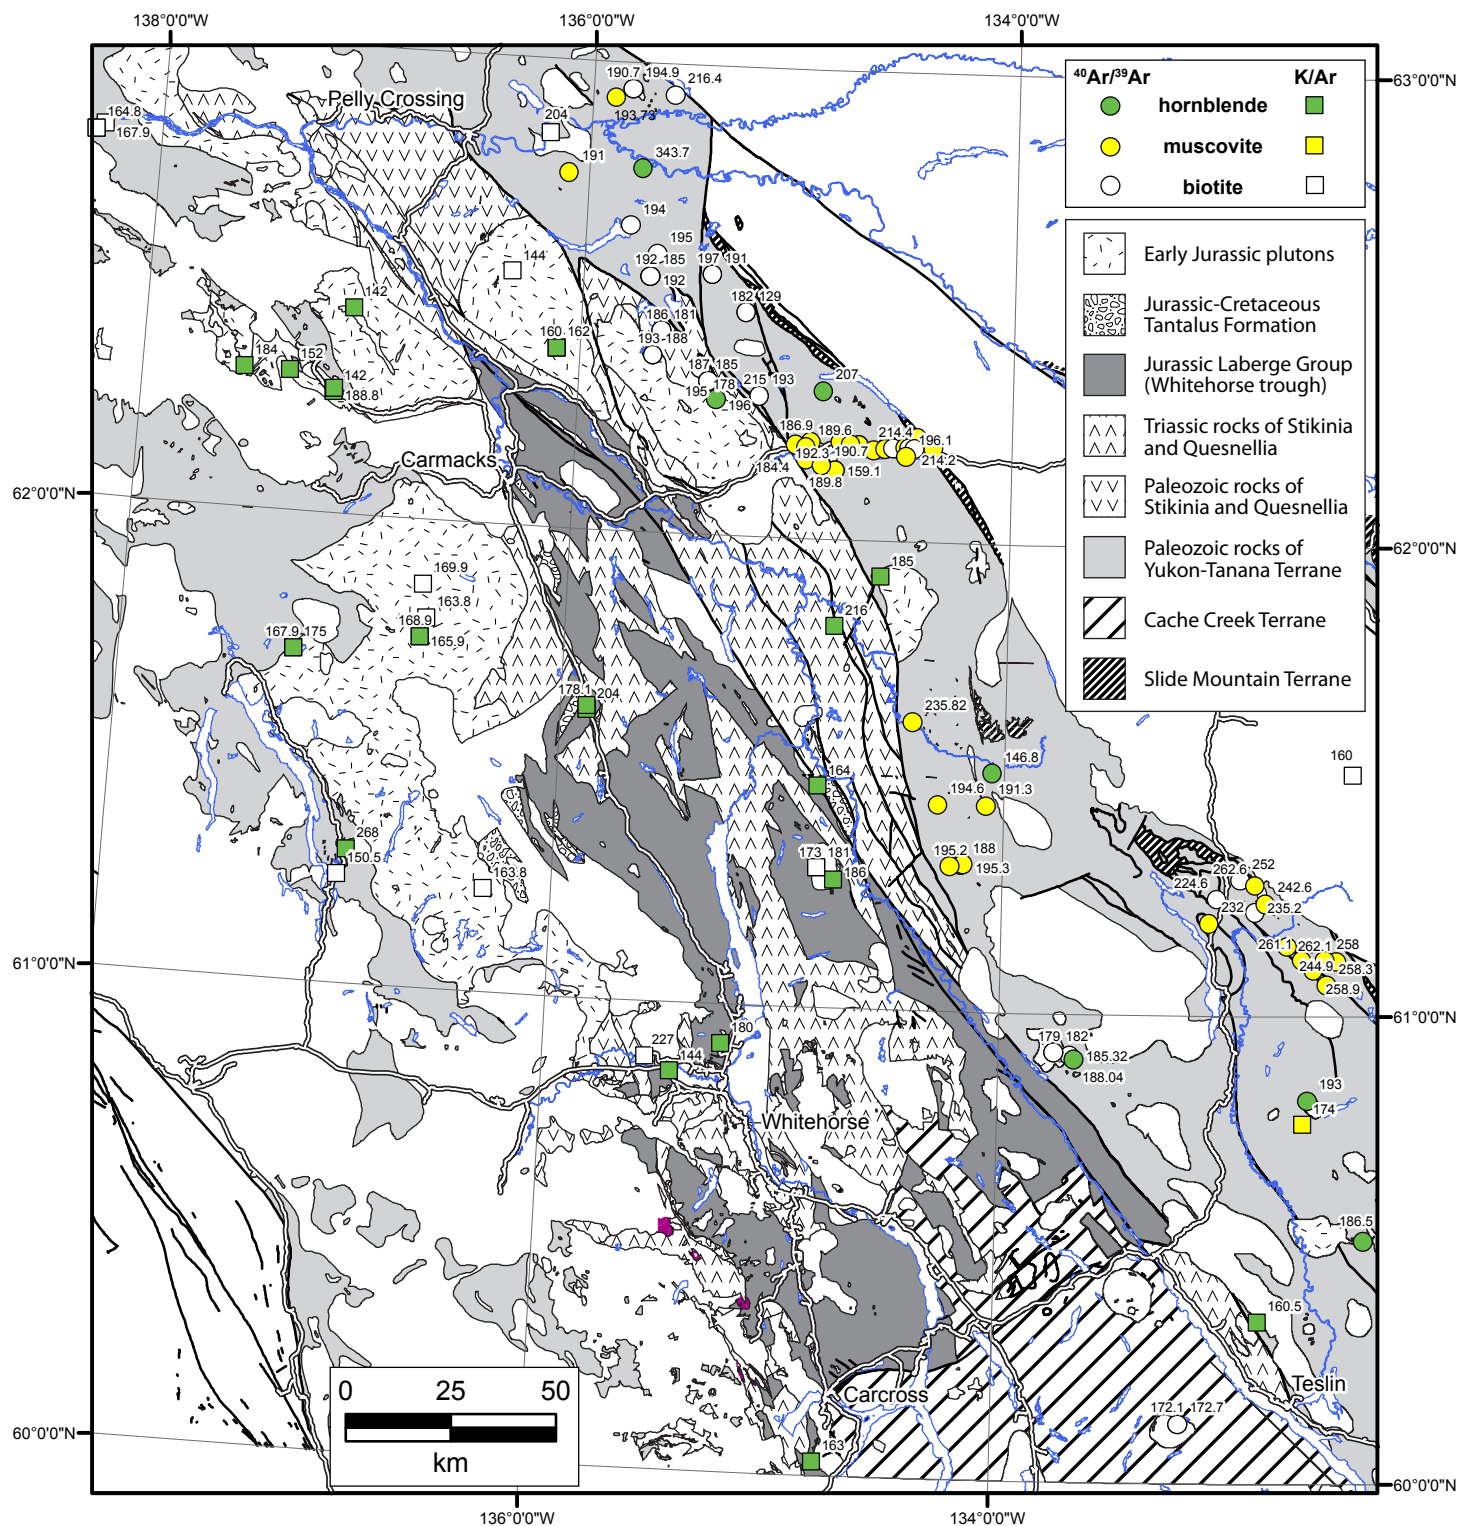 138°0'0"W
136°0'0"W
134°0'0"W
63°0'0"N
62°0'0"N
62°0'0"N
61°0'0"N
61°0'0"N
60°0'0"N
60°0'0"N
136°0'0"W
134°0'0"W
⁴⁰Ar/³⁹Ar K/Ar
hornblende
muscovite
biotite
Early Jurassic plutons
Jurassic-Cretaceous
Tantalus Formation
Jurassic Laberge Group
(Whitehorse trough)
Triassic rocks of Stikinia
and Quesnellia
Paleozoic rocks of
Stikinia and Quesnellia
Paleozoic rocks of
Yukon-Tanana Terrane
Cache Creek Terrane
Slide Mountain Terrane
Pelly Crossing
Carmacks
Whitehorse
Carcross
Teslin
164.8
167.9
190.7 194.9
216.4
193.73
204
191
343.7
194
195
192 185
192
197 191
182 129
186 181
193 188
144
142
160 162
184
152
142
188.8
187 185
195 178
196
215 193
207
186.9 189.6
214.4
196.1
192.3 190.7
214.2
184.4
159.1
189.8
185
216
169.9
163.8
168.9
165.9
167.9 175
178.1 204
235.82
146.8
194.6
191.3
164
160
195.2 188
195.3
173 181
186
268
150.5
163.8
262.6 252
224.6
242.6
232
235.2
261.1 262.1 258
244.9 258.3
258.9
180
227
144
179 182
185.32
188.04
193
174
186.5
160.5
172.1 172.7
163
0 25 50
km